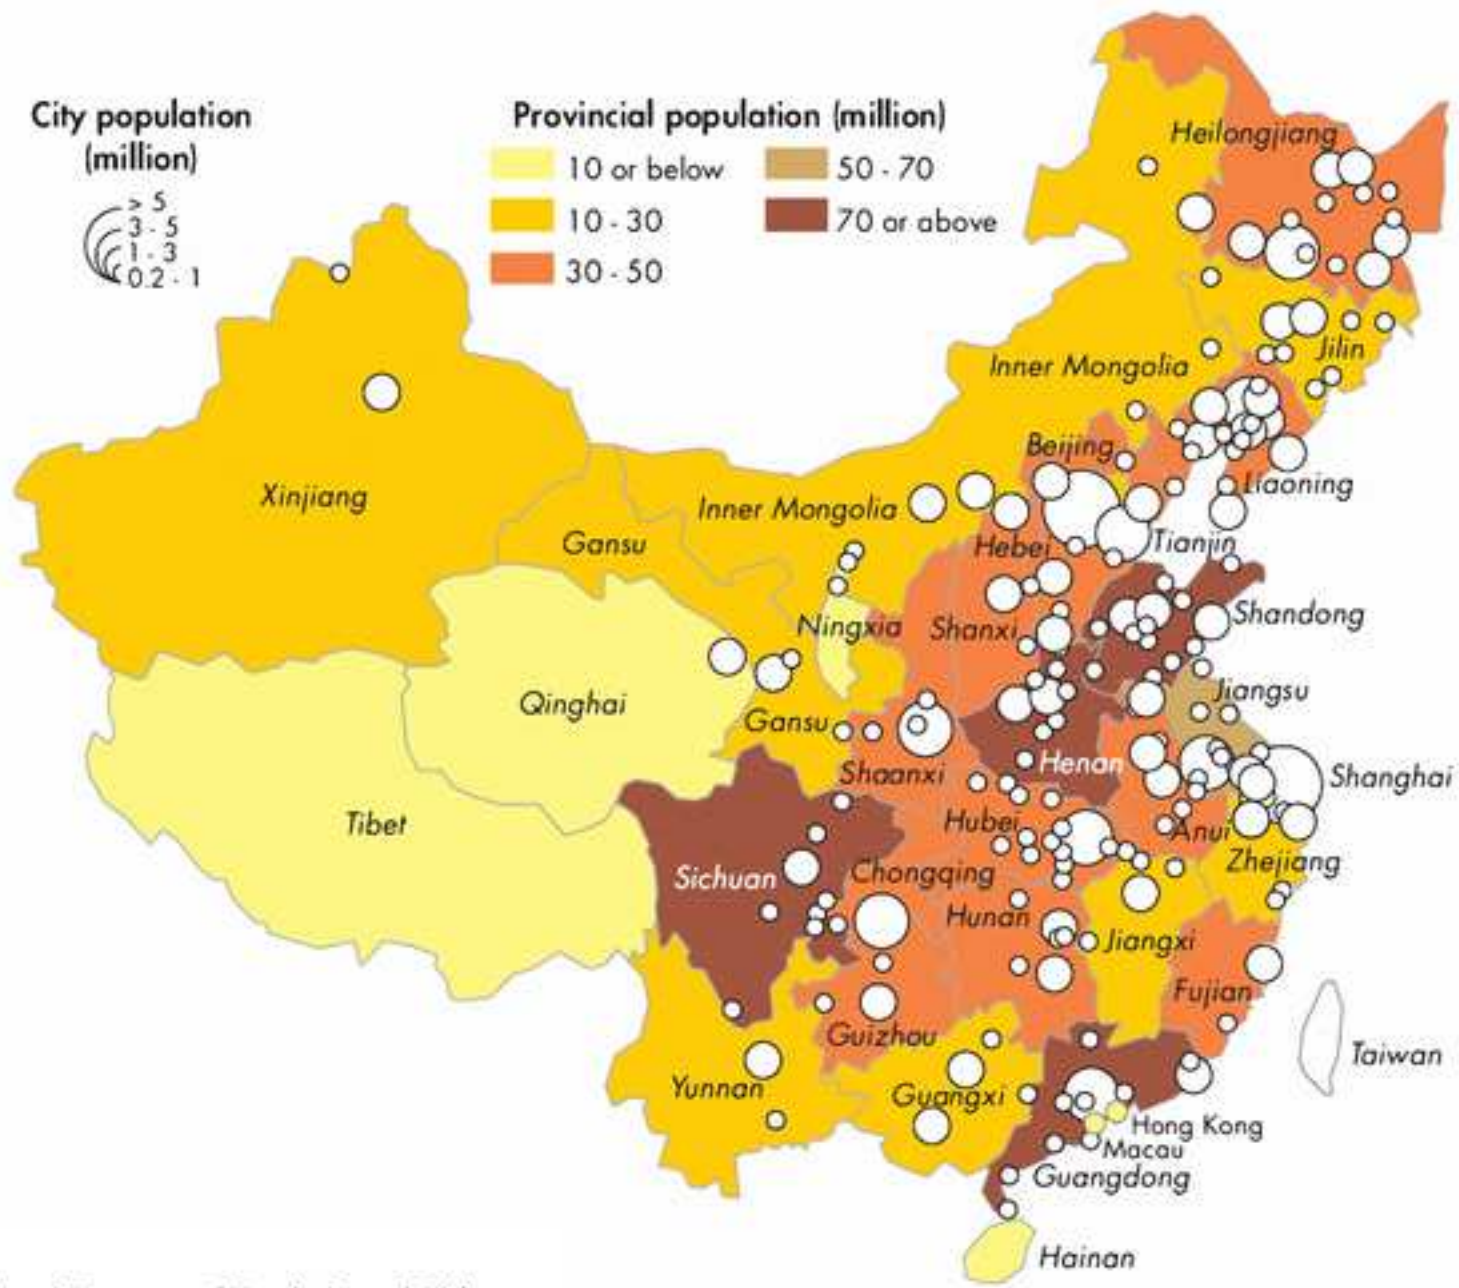 City population
(million)
> 5
3 - 5
1 - 3
0.2 - 1
Provincial population (million)
10 or below
10 - 30
30 - 50
50 - 70
70 or above
Heilongjiang
Jilin
Inner Mongolia
Beijing
Liaoning
Xinjiang
Inner Mongolia
Gansu
Hebei
Tianjin
Ningxia
Shanxi
Shandong
Qinghai
Gansu
Jiangsu
Shaanxi
Henan
Shanghai
Tibet
Hubei
Anui
Zhejiang
Sichuan
Chongqing
Hunan
Jiangxi
Fujian
Guizhou
Taiwan
Yunnan
Guangxi
Hong Kong
Macau
Guangdong
Hainan